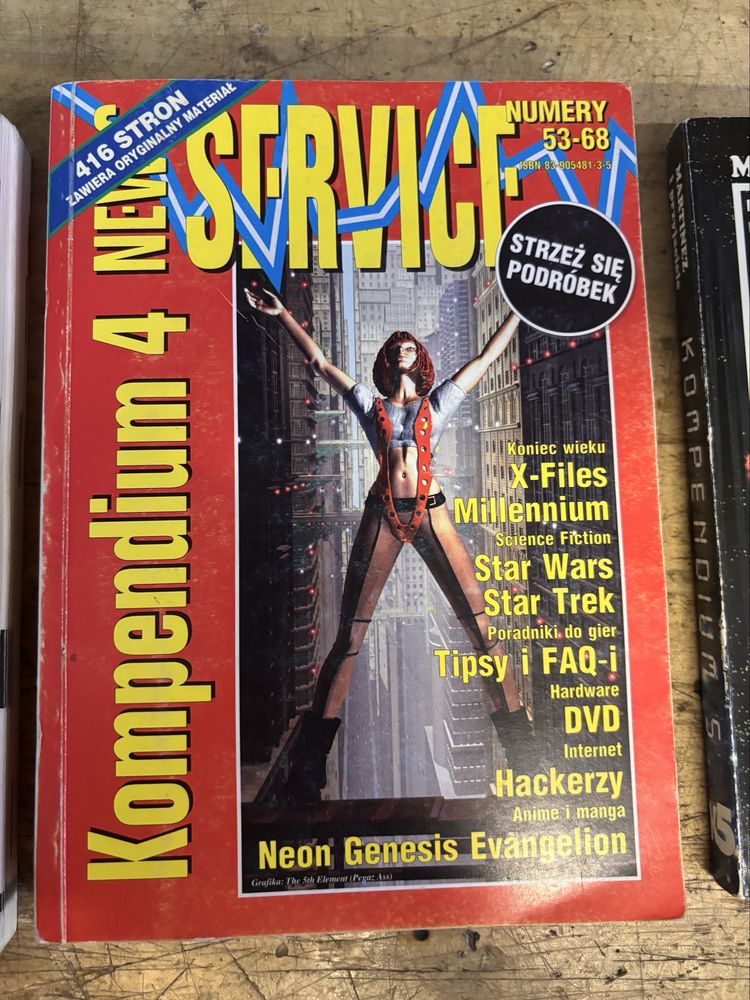 416 STRON
ZAWIERA ORYGINALNY MATERIAŁ
NEWS
SERVICE
NUMERY
53-68
ISBN 83-905481-3-5
STRZEŻ SIĘ
PODRÓBEK
Kompendium 4
Koniec wieku
X-Files
Millennium
Science Fiction
Star Wars
Star Trek
Poradniki do gier
Tipsy i FAQ-i
Hardware
DVD
Internet
Hackerzy
Anime i manga
Neon Genesis Evangelion
Grafika: The 5th Element (Pegaz Ass)
MARTINEZ
KOMPENDIUM 5
M
5